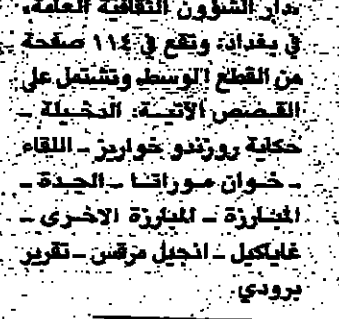 دار الشؤون الثقافية العامة،
في بغداد، وتقع في ١١٤ صفحة
من القطع الوسط وتشتمل على
القصص الآتية: الدخيلة -
حكاية روزندو خواريز - اللقاء
- خوان مورانا - الجدة -
المبارزة - المبارزة الاخرى -
غاياكيل - انجيل مرقس - تقرير
برودي.